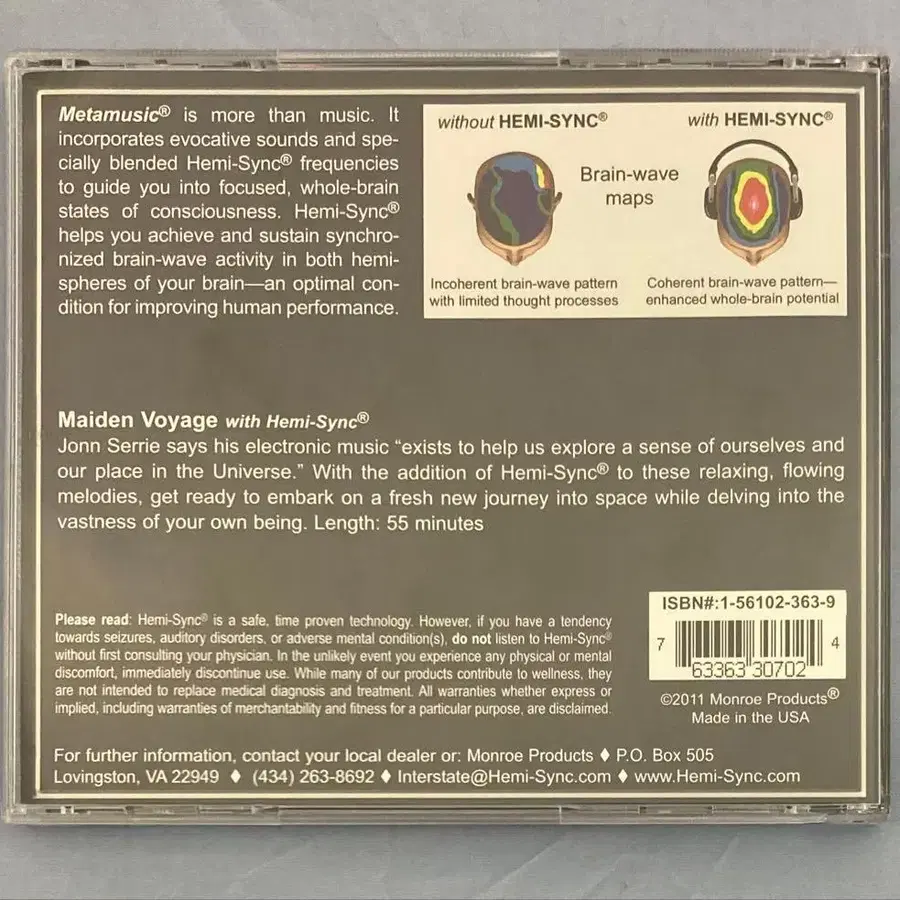 Metamusic® is more than music. It
incorporates evocative sounds and spe-
cially blended Hemi-Sync® frequencies
to guide you into focused, whole-brain
states of consciousness. Hemi-Sync®
helps you achieve and sustain synchro-
nized brain-wave activity in both hemi-
spheres of your brain—an optimal con-
dition for improving human performance.
without HEMI-SYNC®
with HEMI-SYNC®
Brain-wave
maps
Incoherent brain-wave pattern
with limited thought processes
Coherent brain-wave pattern—
enhanced whole-brain potential
Maiden Voyage with Hemi-Sync®
Jonn Serrie says his electronic music “exists to help us explore a sense of ourselves and
our place in the Universe.” With the addition of Hemi-Sync® to these relaxing, flowing
melodies, get ready to embark on a fresh new journey into space while delving into the
vastness of your own being. Length: 55 minutes
Please read: Hemi-Sync® is a safe, time proven technology. However, if you have a tendency
towards seizures, auditory disorders, or adverse mental condition(s), do not listen to Hemi-Sync®
without first consulting your physician. In the unlikely event you experience any physical or mental
discomfort, immediately discontinue use. While many of our products contribute to wellness, they
are not intended to replace medical diagnosis and treatment. All warranties whether express or
implied, including warranties of merchantability and fitness for a particular purpose, are disclaimed.
ISBN#:1-56102-363-9
7 63363 30702 4
©2011 Monroe Products®
Made in the USA
For further information, contact your local dealer or: Monroe Products ♦ P.O. Box 505
Lovingston, VA 22949 ♦ (434) 263-8692 ♦ Interstate@Hemi-Sync.com ♦ www.Hemi-Sync.com